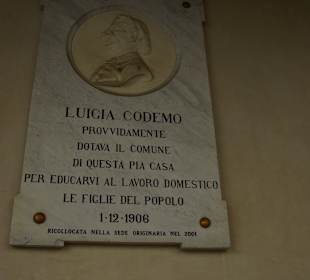 LUIGIA CODEMO
PROVVIDAMENTE
DOTAVA IL COMUNE
DI QUESTA PIA CASA
PER EDUCARVI AL LAVORO DOMESTICO
LE FIGLIE DEL POPOLO
1-12-1906
RICOLLOCATA NELLA SEDE ORIGINARIA NEL 2001